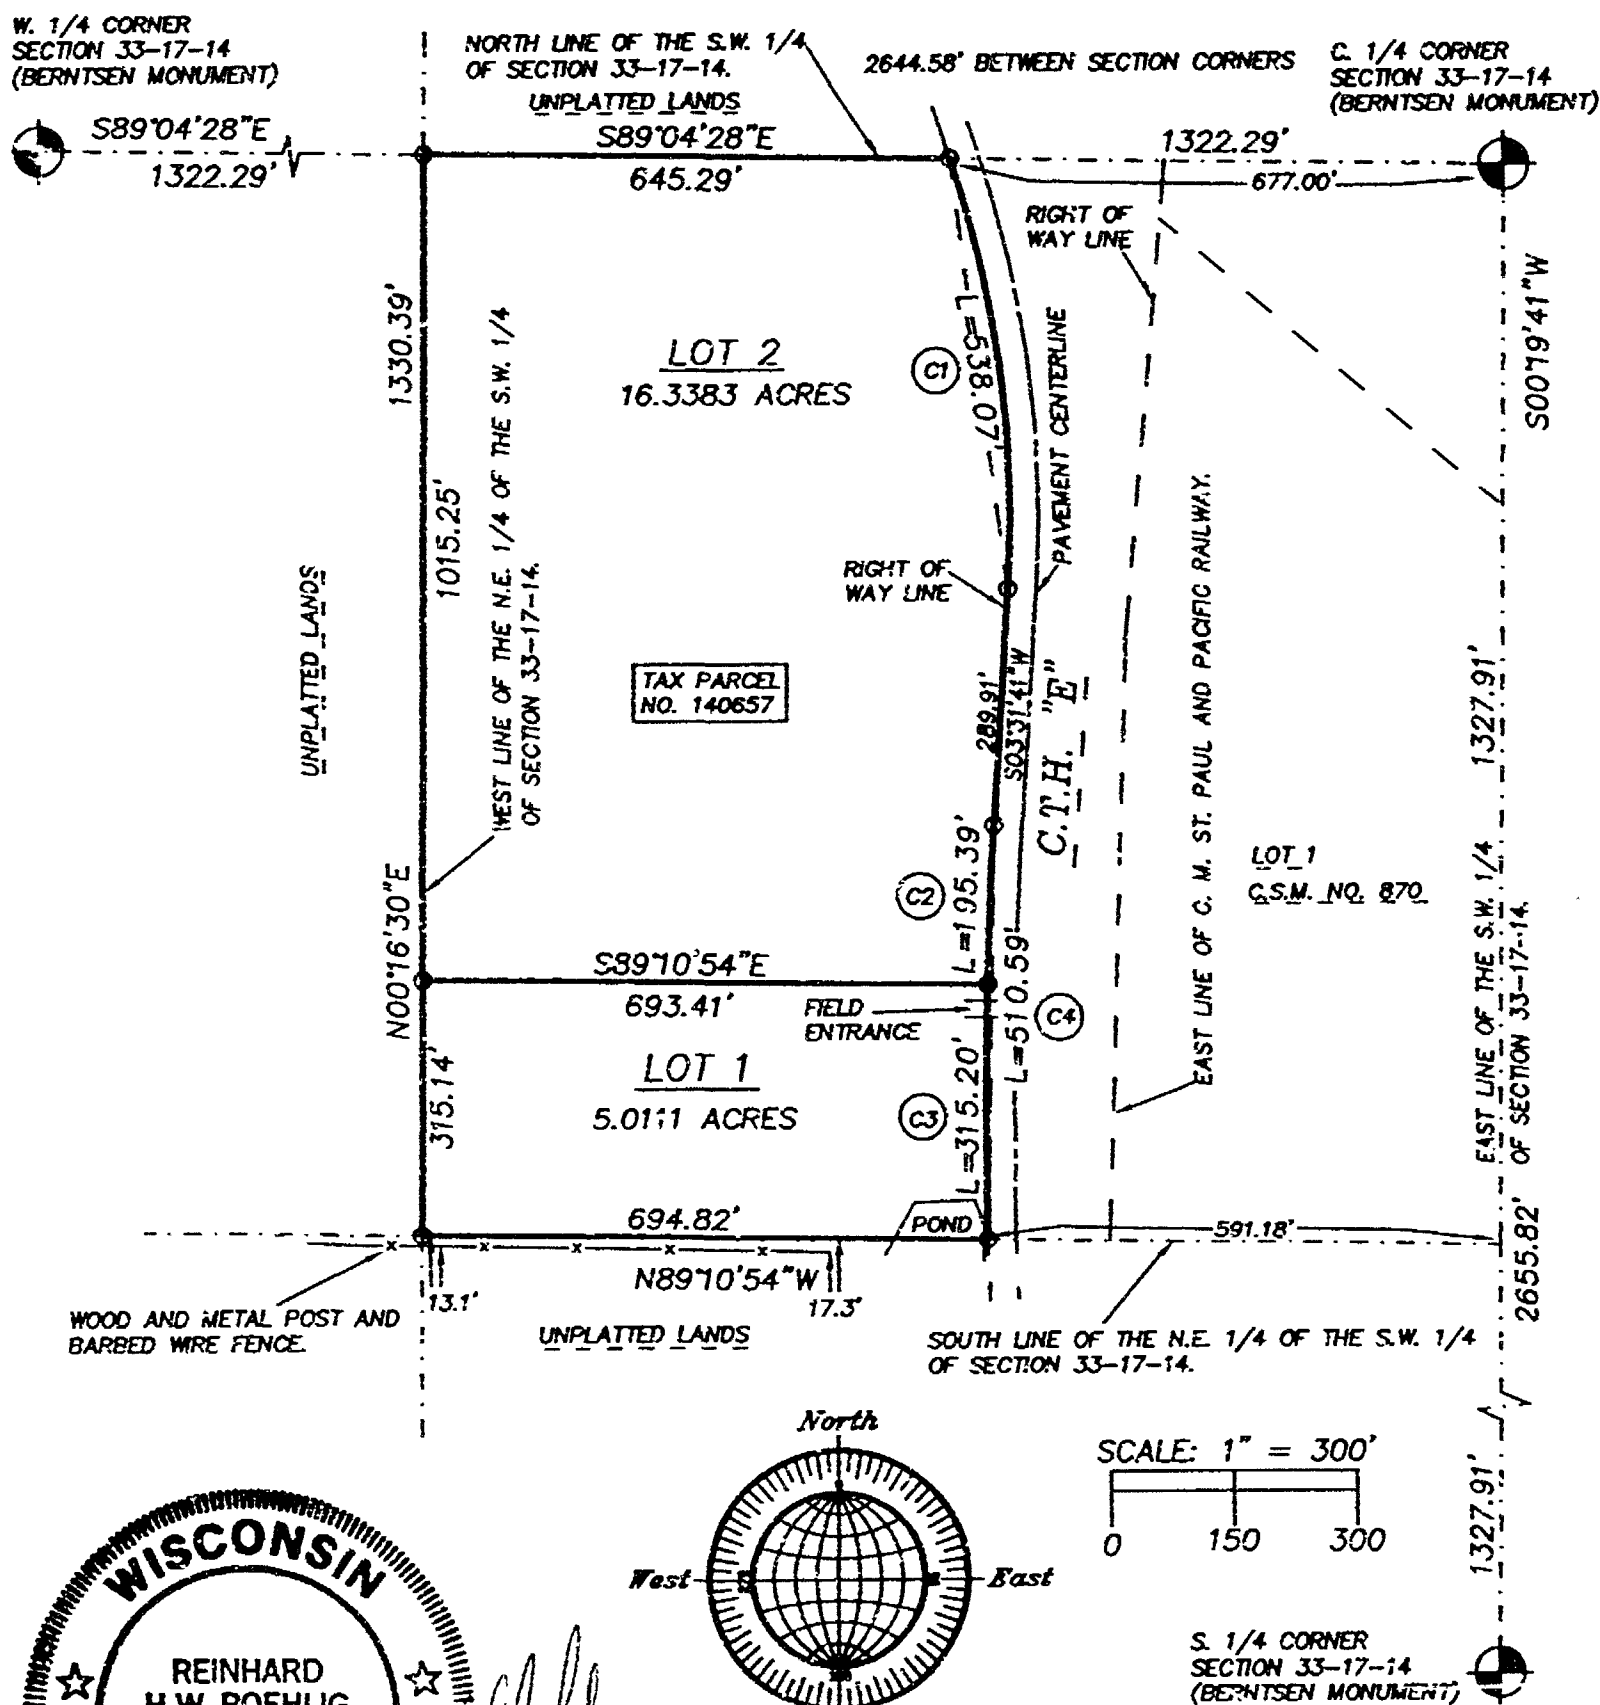 W. 1/4 CORNER
SECTION 33-17-14
(BERNTSEN MONUMENT)
NORTH LINE OF THE S.W. 1/4
OF SECTION 33-17-14.
2644.58' BETWEEN SECTION CORNERS
C. 1/4 CORNER
SECTION 33-17-14
(BERNTSEN MONUMENT)
UNPLATTED LANDS
S89°04'28"E
1322.29'
S89°04'28"E
645.29'
1322.29'
677.00'
RIGHT OF
WAY LINE
S00°19'41"W
1330.39'
WEST LINE OF THE N.E. 1/4 OF THE S.W. 1/4
OF SECTION 33-17-14.
LOT 2
16.3383 ACRES
C1
L=538.07'
PAVEMENT CENTERLINE
1015.25'
UNPLATTED LANDS
RIGHT OF
WAY LINE
EAST LINE OF C. M. ST. PAUL AND PACIFIC RAILWAY.
TAX PARCEL
NO. 140657
289.91'
S03°31'41"W
C.T.H. "E"
1327.91'
N00°16'30"E
C2
L=195.39'
LOT 1
C.S.M. NO. 870
EAST LINE OF THE S.W. 1/4
OF SECTION 33-17-14.
S89°10'54"E
693.41'
FIELD
ENTRANCE
L=510.59'
C4
LOT 1
5.0111 ACRES
315.14'
C3
L=315.20'
694.82'
POND
591.18'
2655.82'
N89°10'54"W
13.1'
17.3'
WOOD AND METAL POST AND
BARBED WIRE FENCE.
UNPLATTED LANDS
SOUTH LINE OF THE N.E. 1/4 OF THE S.W. 1/4
OF SECTION 33-17-14.
North
West
East
SCALE: 1" = 300'
0 150 300
1327.91'
WISCONSIN
REINHARD
H.W. ROEHLIG
S. 1/4 CORNER
SECTION 33-17-14
(BERNTSEN MONUMENT)